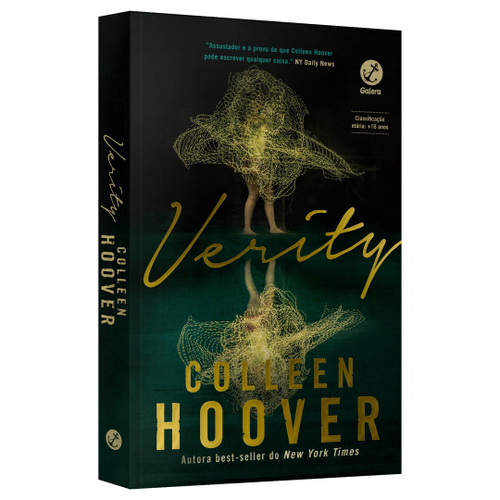 "Assustador e a prova de que Colleen Hoover
pode escrever qualquer coisa." NY Daily News
Galera
Classificação
etária: +16 anos
Verity
COLLEEN
HOOVER
Autora best-seller do New York Times
Verity
COLLEEN
HOOVER